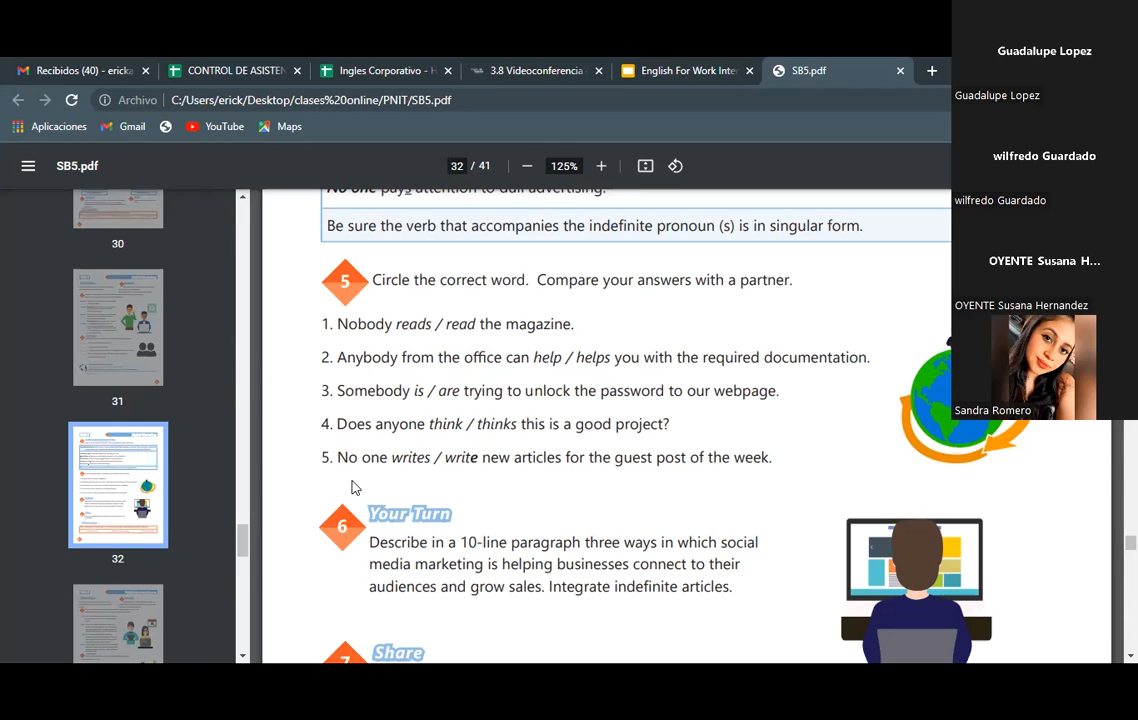 Recibidos (40) - ericka
CONTROL DE ASISTEN
Ingles Corporativo - H
3.8 Videoconferencia
English For Work Inter
SB5.pdf
Archivo
C:/Users/erick/Desktop/clases%20online/PNIT/SB5.pdf
Aplicaciones
Gmail
YouTube
Maps
SB5.pdf
32 / 41
125%
30
31
32
No one pays attention to dull advertising.
Be sure the verb that accompanies the indefinite pronoun (s) is in singular form.
5
Circle the correct word. Compare your answers with a partner.
1. Nobody reads / read the magazine.
2. Anybody from the office can help / helps you with the required documentation.
3. Somebody is / are trying to unlock the password to our webpage.
4. Does anyone think / thinks this is a good project?
5. No one writes / write new articles for the guest post of the week.
6
Your Turn
Describe in a 10-line paragraph three ways in which social
media marketing is helping businesses connect to their
audiences and grow sales. Integrate indefinite articles.
7
Share
Guadalupe Lopez
Guadalupe Lopez
wilfredo Guardado
wilfredo Guardado
OYENTE Susana H...
OYENTE Susana Hernandez
Sandra Romero